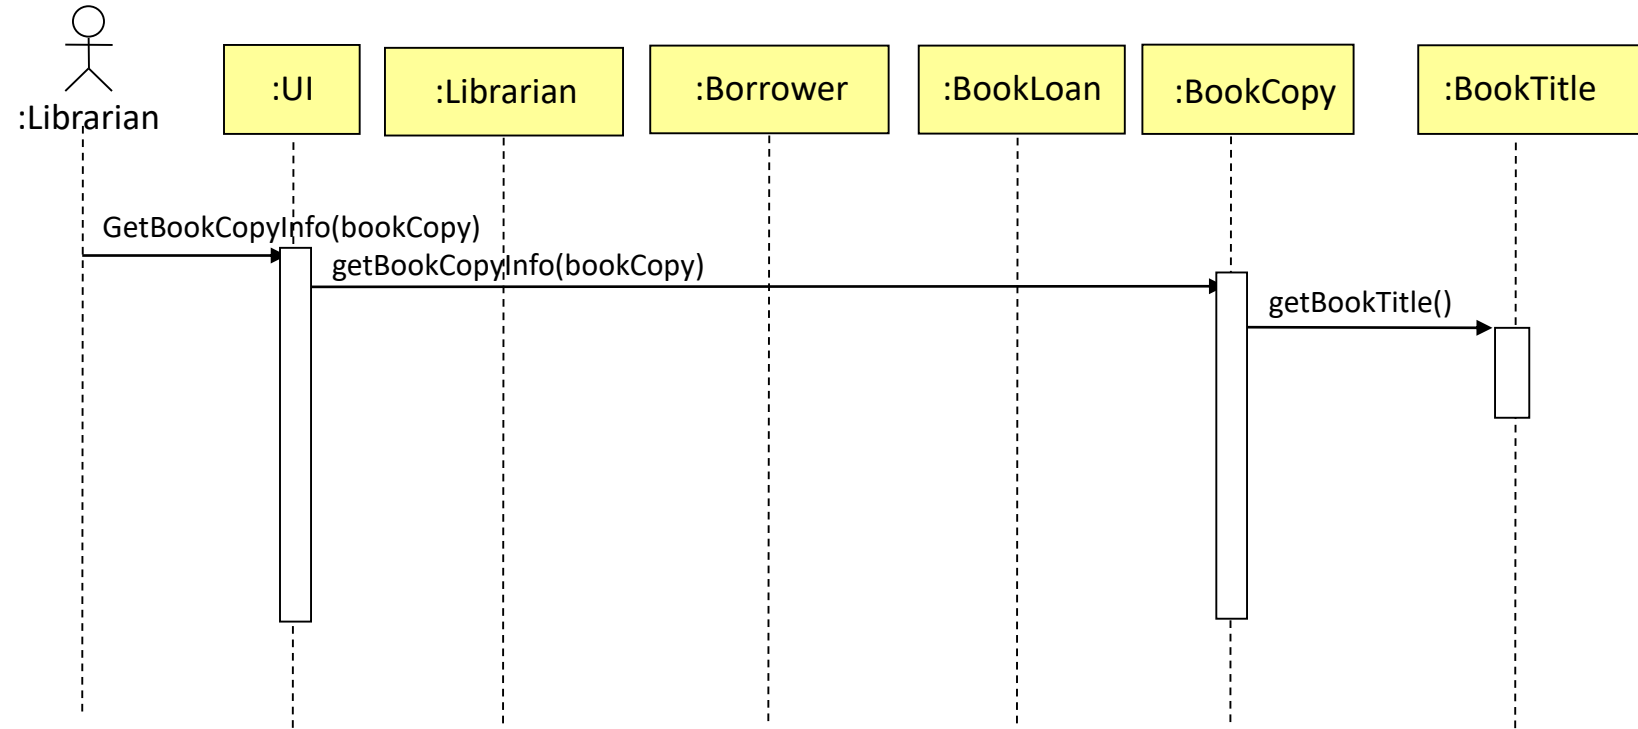 :Librarian
:UI
:Librarian
:Borrower
:BookLoan
:BookCopy
:BookTitle
GetBookCopyInfo(bookCopy)
getBookCopyInfo(bookCopy)
getBookTitle()